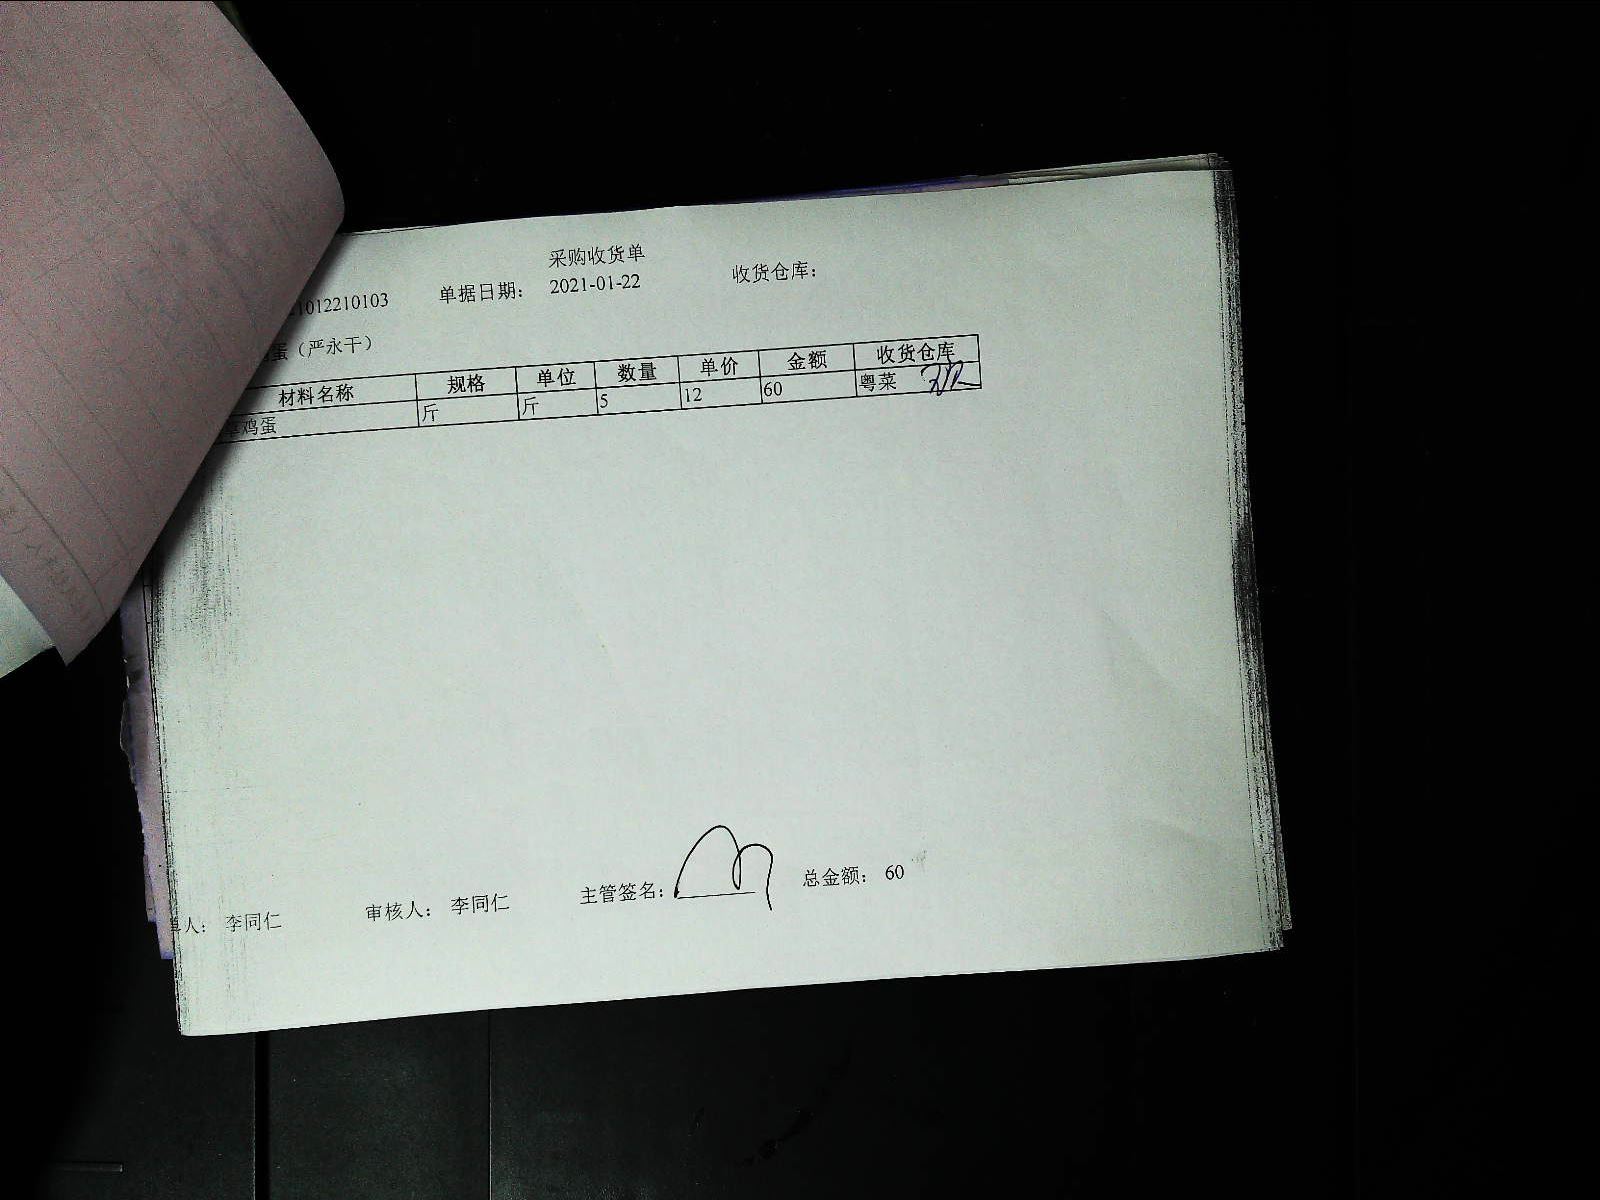 采购收货单
1012210103 单据日期： 2021-01-22 收货仓库：
蛋（严永干）
材料名称 规格 单位 数量 单价 金额 收货仓库
鸡蛋 斤 斤 5 12 60 粤菜
单人： 李同仁 审核人： 李同仁 主管签名： 总金额： 60